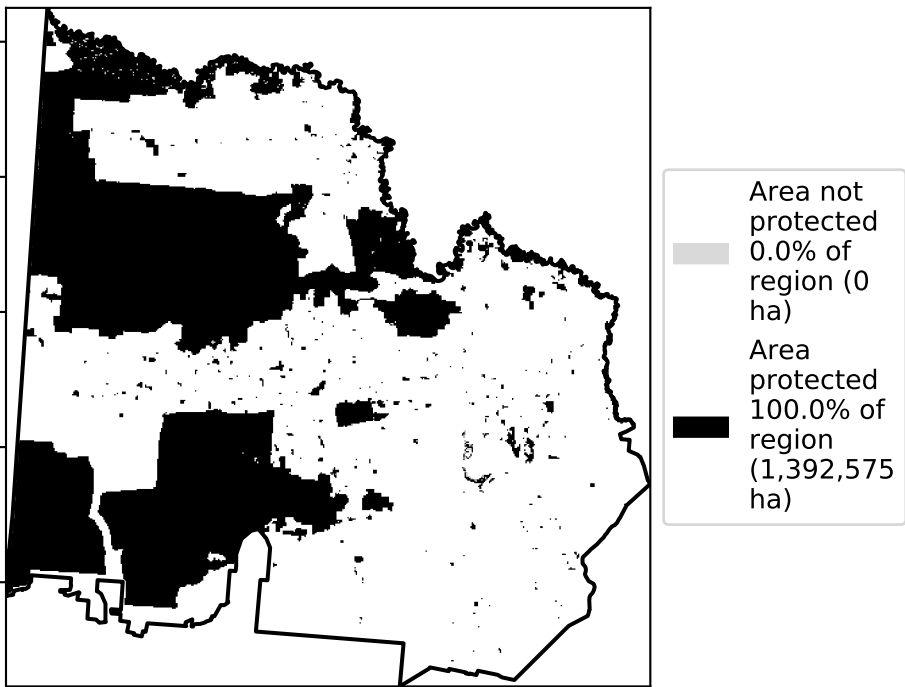 Area not
protected
0.0% of
region (0
ha)
Area
protected
100.0% of
region
(1,392,575
ha)